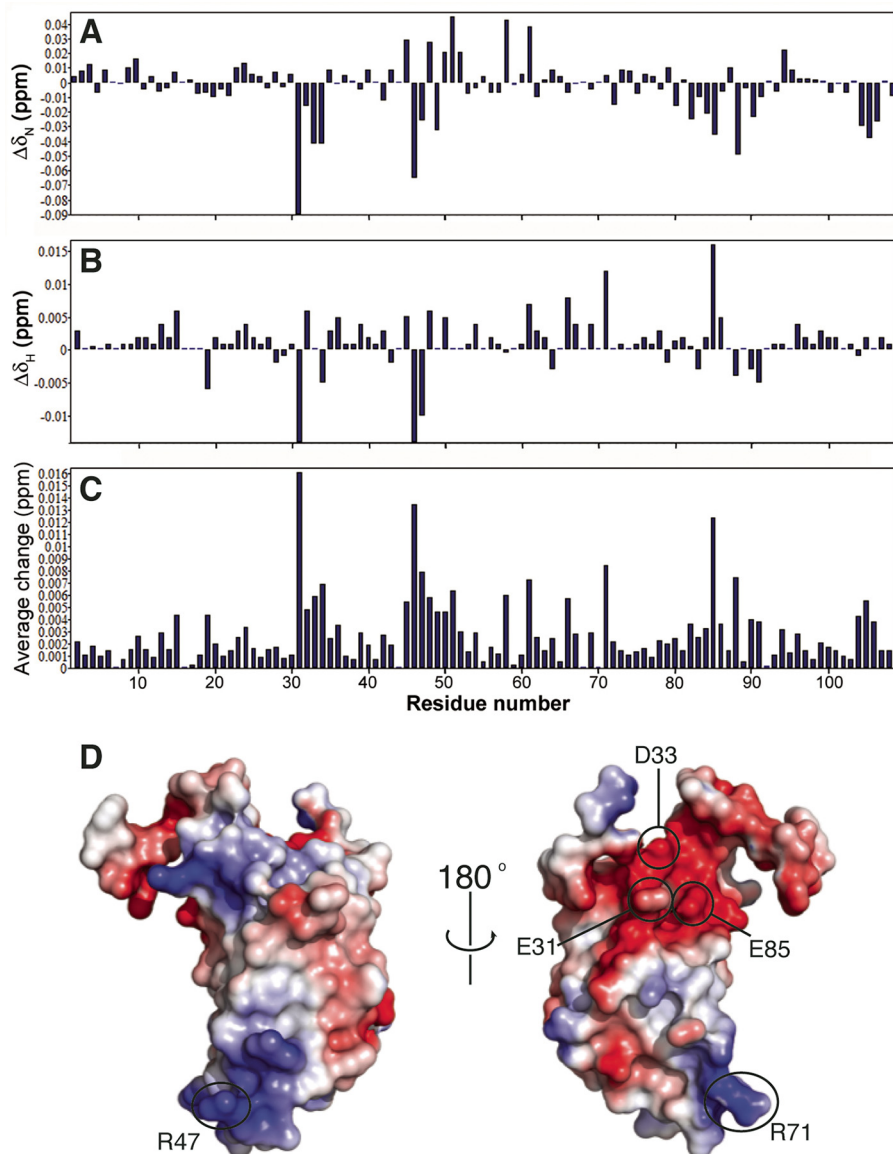 A
0.04
0.03
0.02
0.01
0
-0.01
-0.02
-0.03
-0.04
-0.05
-0.06
-0.07
-0.08
-0.09
ΔδN (ppm)
B
0.015
0.01
0.005
0
-0.005
-0.01
ΔδH (ppm)
C
0.016
0.015
0.014
0.013
0.012
0.011
0.01
0.009
0.008
0.007
0.006
0.005
0.004
0.003
0.002
0.001
0
Average change (ppm)
10 20 30 40 50 60 70 80 90 100
Residue number
D
D33
180°
E31
E85
R47
R71